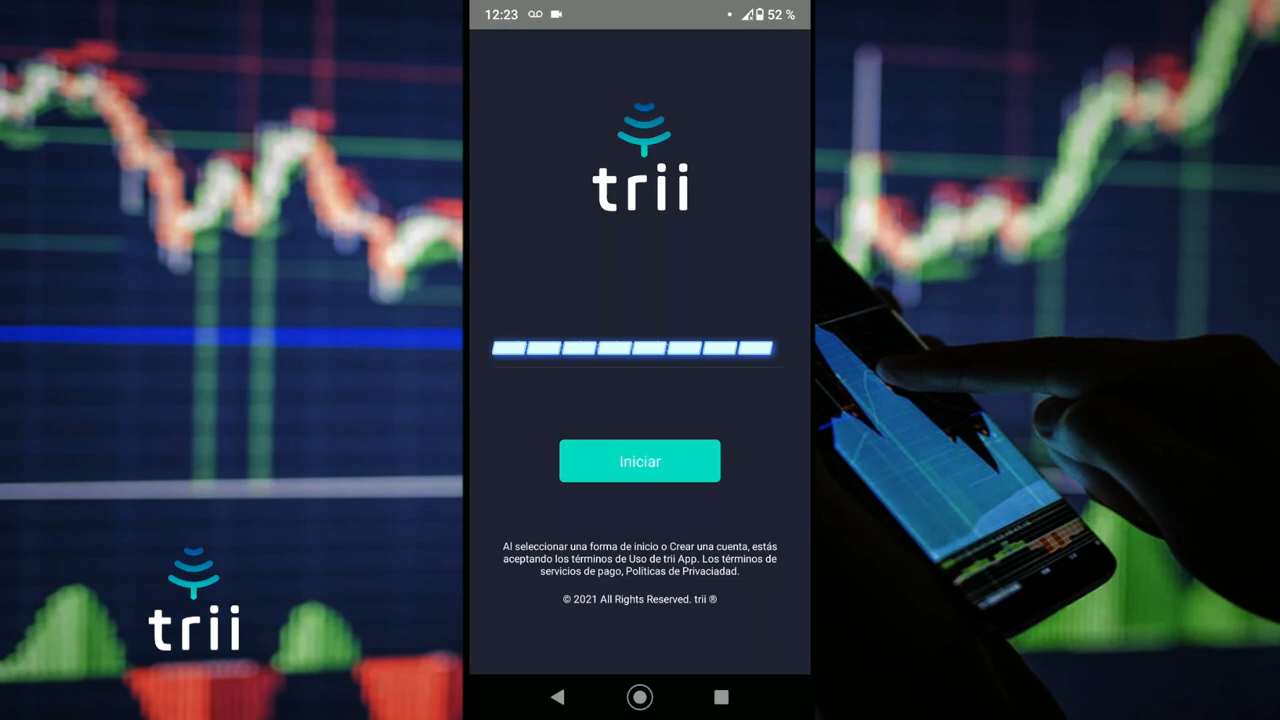 12:23
52 %
trii
Iniciar
Al seleccionar una forma de inicio o Crear una cuenta, estás
aceptando los términos de Uso de trii App. Los términos de
servicios de pago, Políticas de Privaciadad.
© 2021 All Rights Reserved. trii ®
trii